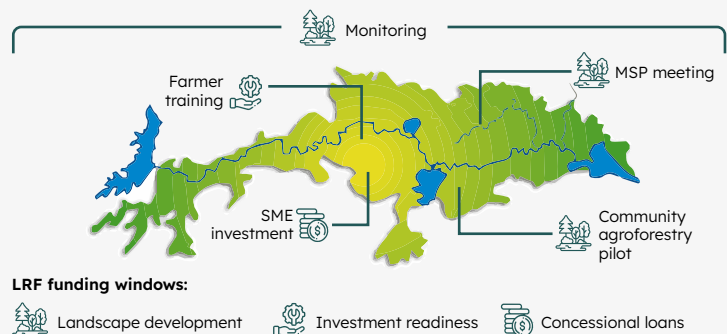 Monitoring
Farmer
training
MSP meeting
SME
investment
Community
agroforestry
pilot
LRF funding windows:
Landscape development
Investment readiness
Concessional loans